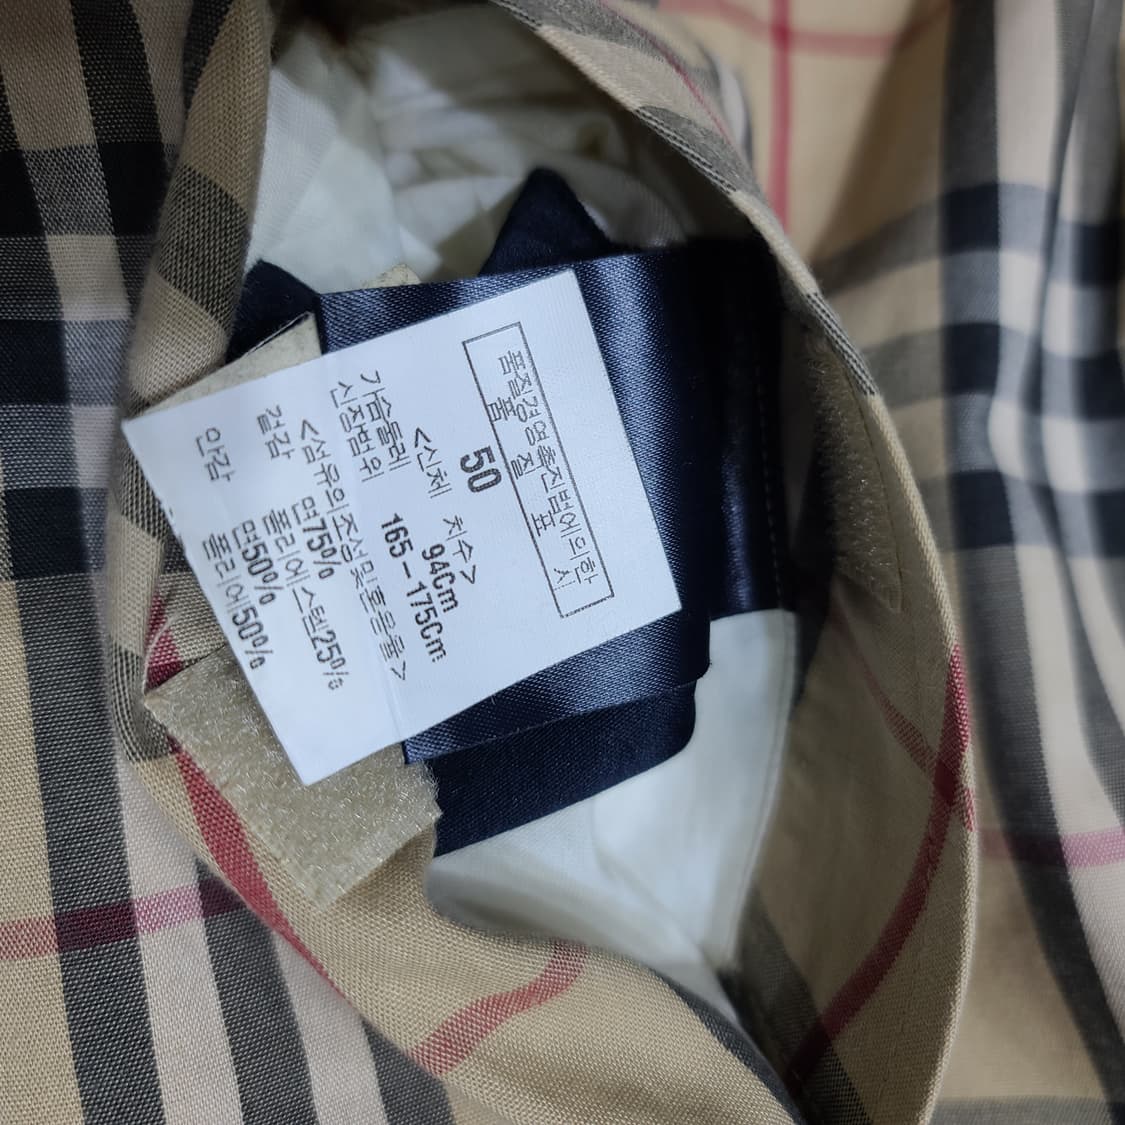 품질경영촉진법에의한
품 질 표 시
50
<신체 치수>
가슴둘레 94Cm
신장범위 165-175Cm
<섬유의조성및혼용율>
겉감 면75%
폴리에스텔25%
안감 면50%
폴리에50%